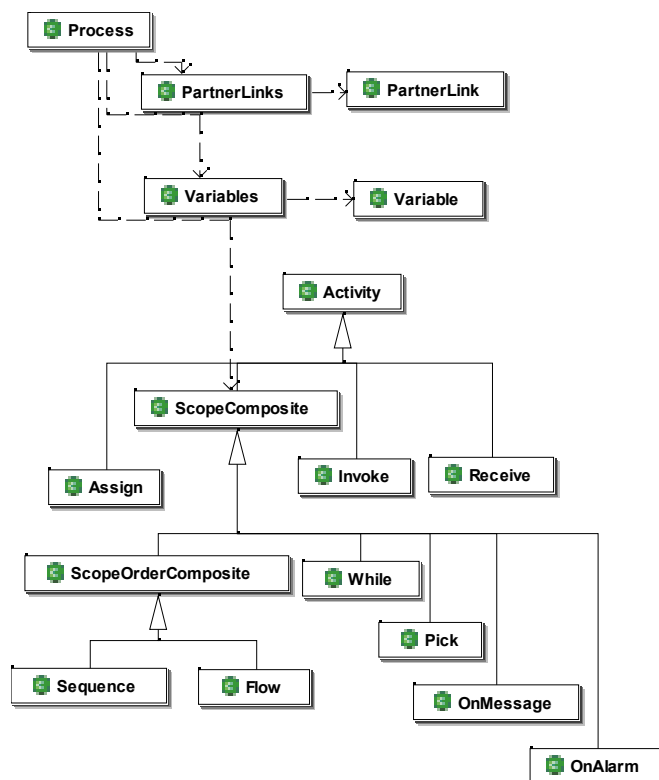 Process
PartnerLinks
PartnerLink
Variables
Variable
Activity
ScopeComposite
Assign
Invoke
Receive
ScopeOrderComposite
While
Pick
Sequence
Flow
OnMessage
OnAlarm